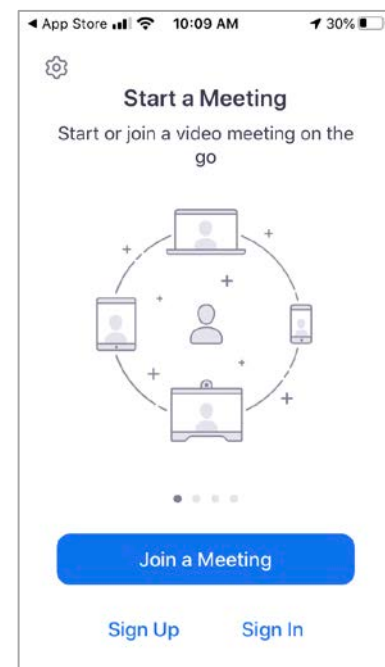 ◀ App Store 10:09 AM 30%
Start a Meeting
Start or join a video meeting on the
go
Join a Meeting
Sign Up Sign In